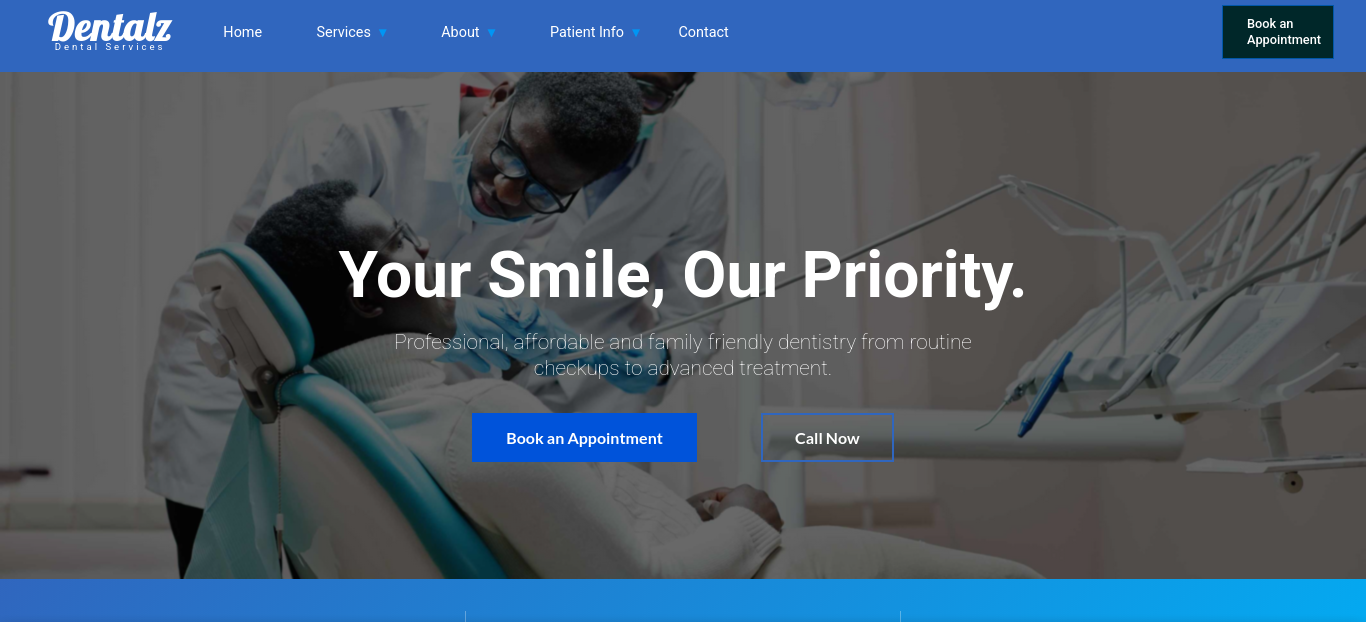 Dentalz
Dental Services
Home
Services
About
Patient Info
Contact
Book an
Appointment
Your Smile, Our Priority.
Professional, affordable and family friendly dentistry from routine
checkups to advanced treatment.
Book an Appointment
Call Now